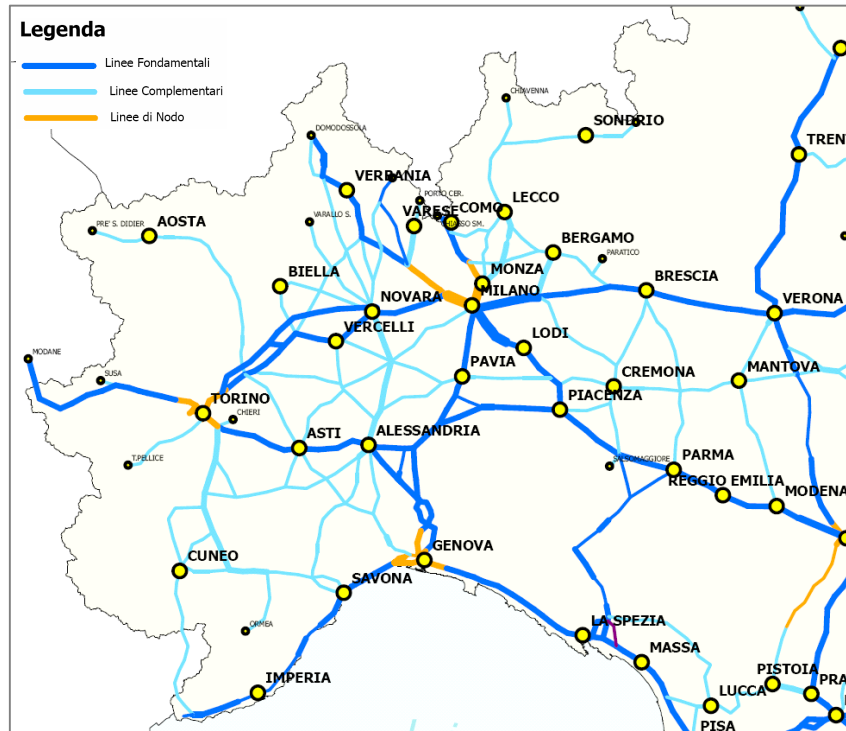 Legenda
Linee Fondamentali
Linee Complementari
Linee di Nodo
CHIAVENNA
SONDRIO
DOMODOSSOLA
TREN
VERBANIA
PORTO CER.
LECCO
VARESE
COMO
VARALLO S.
CHIASSO SM.
PRE' S. DIDIER
AOSTA
BERGAMO
PARATICO
BIELLA
MONZA
BRESCIA
NOVARA
MILANO
VERONA
VERCELLI
LODI
MODANE
PAVIA
SUSA
CREMONA
MANTOVA
TORINO
PIACENZA
CHIERI
ASTI
ALESSANDRIA
T.PELLICE
SALSOMAGGIORE
PARMA
REGGIO EMILIA
MODENA
GENOVA
CUNEO
SAVONA
ORMEA
LA SPEZIA
MASSA
IMPERIA
PISTOIA
PRA
LUCCA
PISA